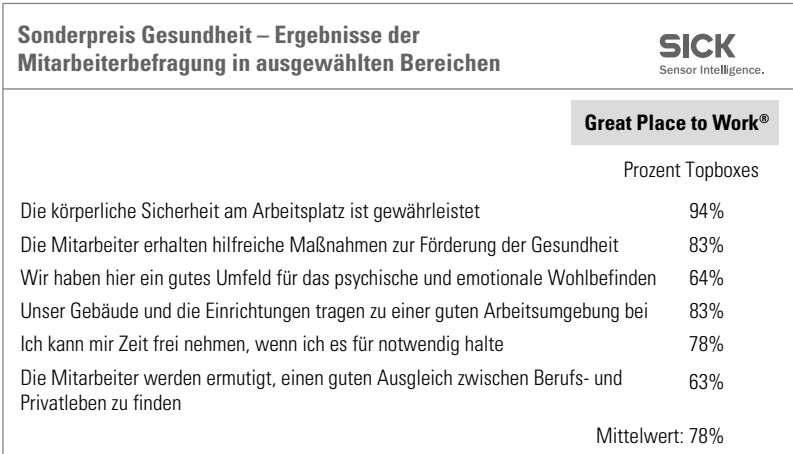 Sonderpreis Gesundheit – Ergebnisse der
Mitarbeiterbefragung in ausgewählten Bereichen
SICK
Sensor Intelligence.
Great Place to Work®
Prozent Topboxes
Die körperliche Sicherheit am Arbeitsplatz ist gewährleistet 94%
Die Mitarbeiter erhalten hilfreiche Maßnahmen zur Förderung der Gesundheit 83%
Wir haben hier ein gutes Umfeld für das psychische und emotionale Wohlbefinden 64%
Unser Gebäude und die Einrichtungen tragen zu einer guten Arbeitsumgebung bei 83%
Ich kann mir Zeit frei nehmen, wenn ich es für notwendig halte 78%
Die Mitarbeiter werden ermutigt, einen guten Ausgleich zwischen Berufs- und 63%
Privatleben zu finden
Mittelwert: 78%